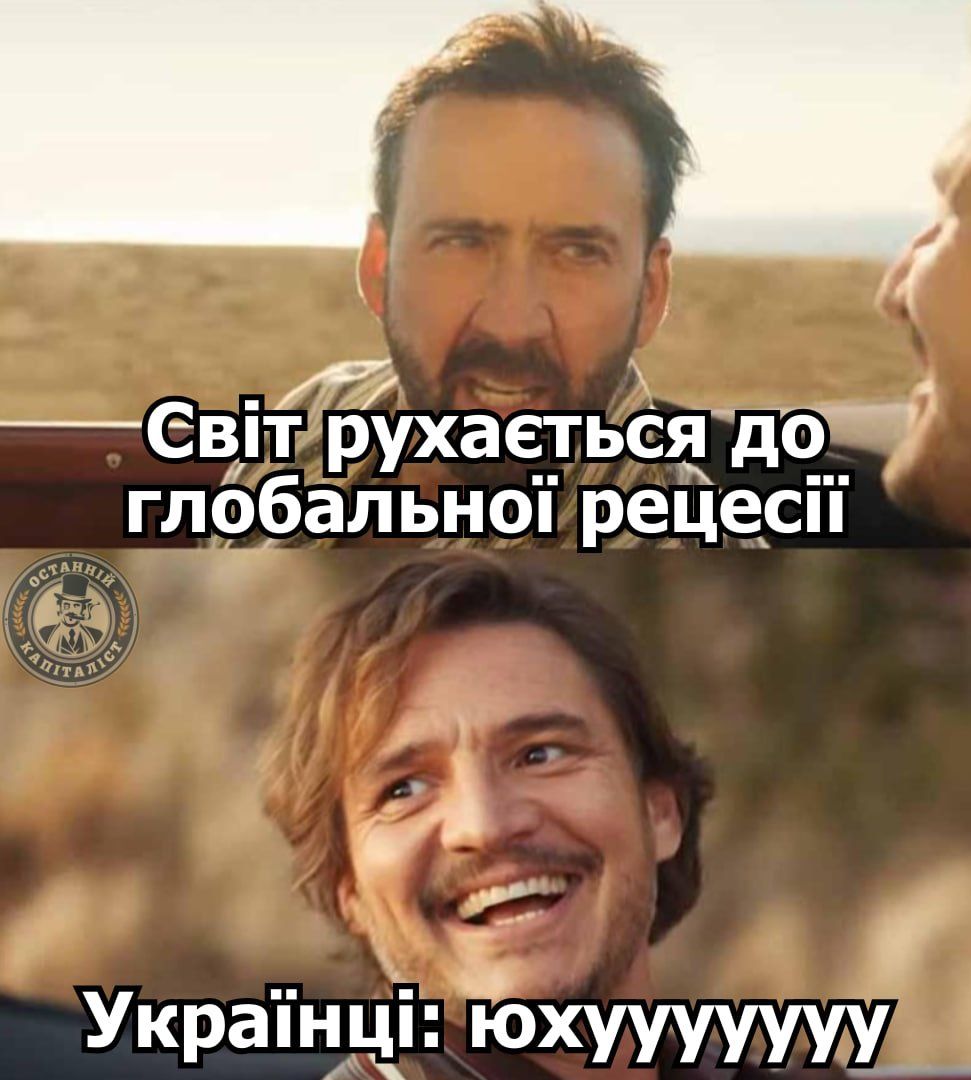 Світ рухається до
глобальної рецесії
ОСТАННІЙ
КАПІТАЛІСТ
Українці: юхууууууу